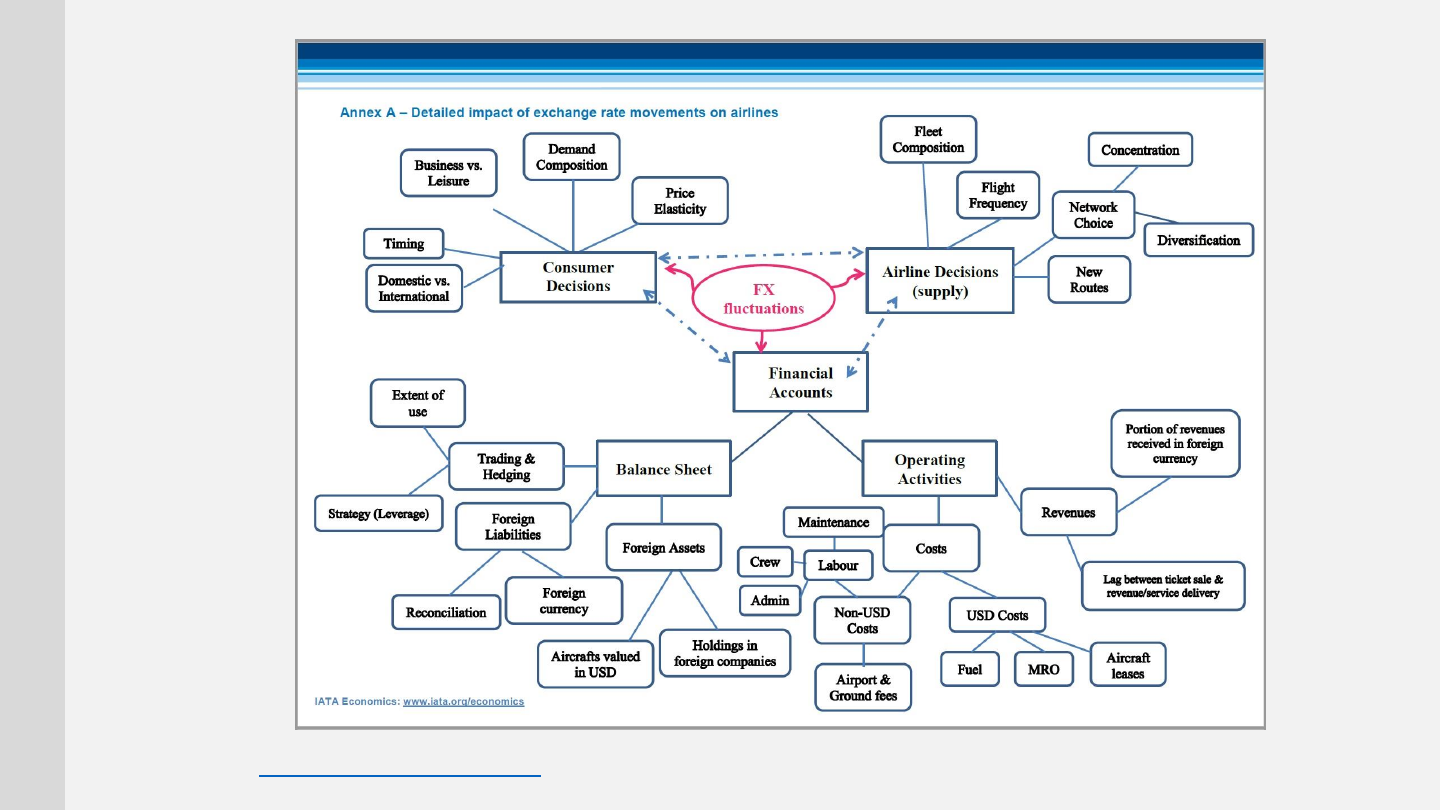 Annex A – Detailed impact of exchange rate movements on airlines
Fleet
Composition
Demand
Composition
Concentration
Business vs.
Leisure
Price
Elasticity
Flight
Frequency
Network
Choice
Timing
Diversification
Consumer
Decisions
Airline Decisions
(supply)
Domestic vs.
International
New
Routes
FX
fluctuations
Financial
Accounts
Extent of
use
Portion of revenues
received in foreign
currency
Trading &
Hedging
Balance Sheet
Operating
Activities
Strategy (Leverage)
Foreign
Liabilities
Foreign Assets
Maintenance
Costs
Revenues
Crew
Labour
Admin
Lag between ticket sale &
revenue/service delivery
Reconciliation
Foreign
currency
Non-USD
Costs
USD Costs
Aircrafts valued
in USD
Holdings in
foreign companies
Fuel
MRO
Aircraft
leases
Airport &
Ground fees
IATA Economics: www.iata.org/economics